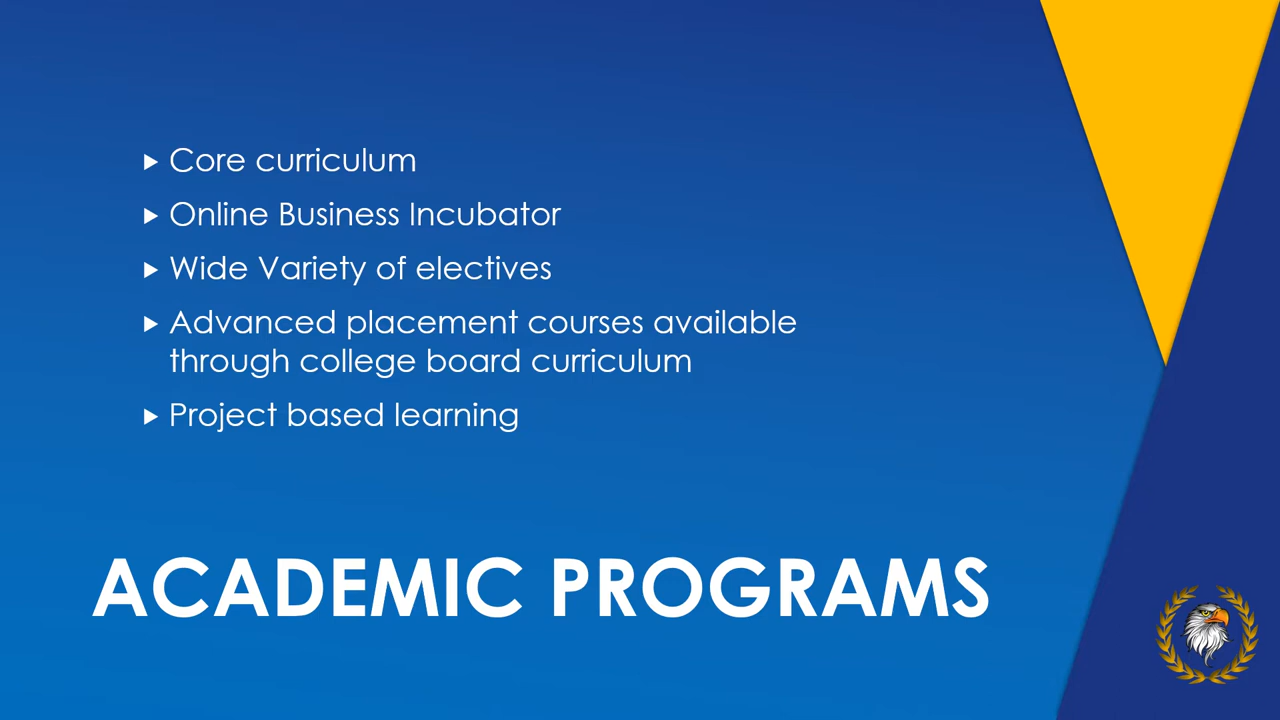 Core curriculum
Online Business Incubator
Wide Variety of electives
Advanced placement courses available
through college board curriculum
Project based learning
ACADEMIC PROGRAMS